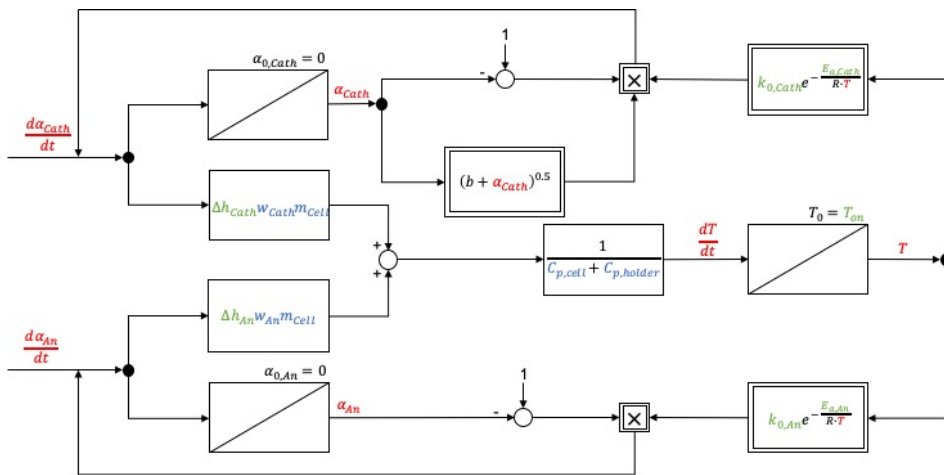 α0,Cath = 0
1
αCath
-
×
k0,Cath e^(-Ea,Cath/(R·T))
dαCath/dt
(b + αCath)^0.5
ΔhCath wCath mCell
T0 = Ton
+
dT/dt
1/(Cp,cell + Cp,holder)
T
+
ΔhAn wAn mCell
dαAn/dt
α0,An = 0
1
αAn
-
×
k0,An e^(-Ea,An/(R·T))